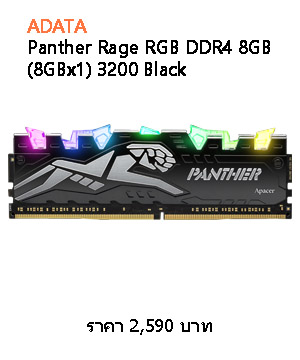 ADATA
Panther Rage RGB DDR4 8GB
(8GBx1) 3200 Black
PANTHER
Apacer
ราคา 2,590 บาท